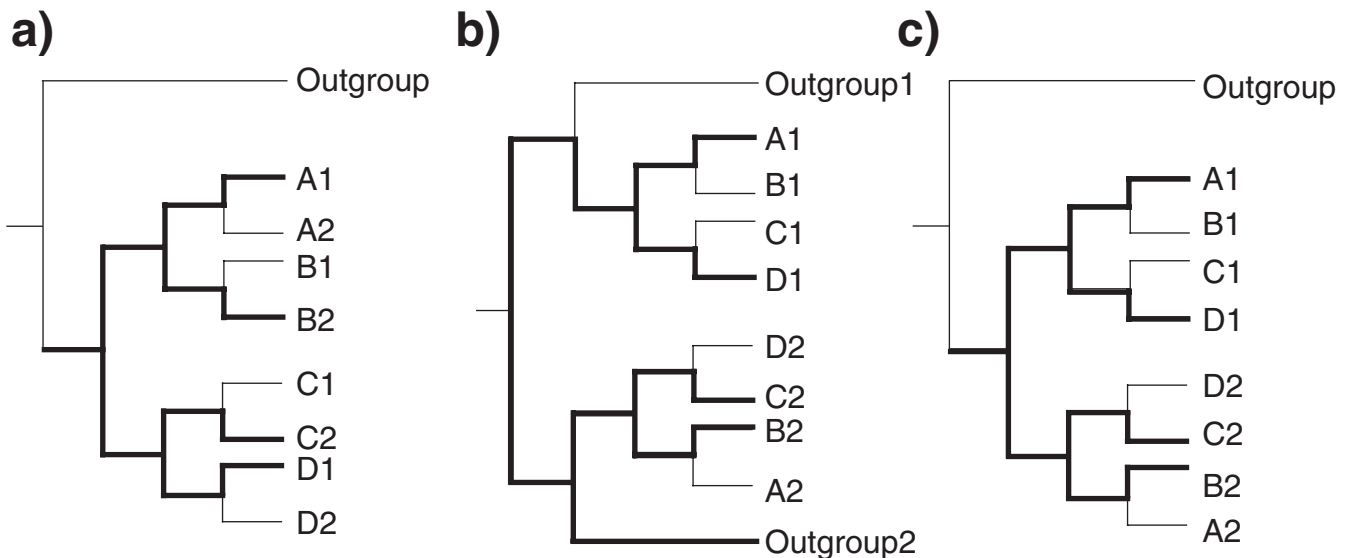 a)
Outgroup
A1
A2
B1
B2
C1
C2
D1
D2
b)
Outgroup1
A1
B1
C1
D1
D2
C2
B2
A2
Outgroup2
c)
Outgroup
A1
B1
C1
D1
D2
C2
B2
A2